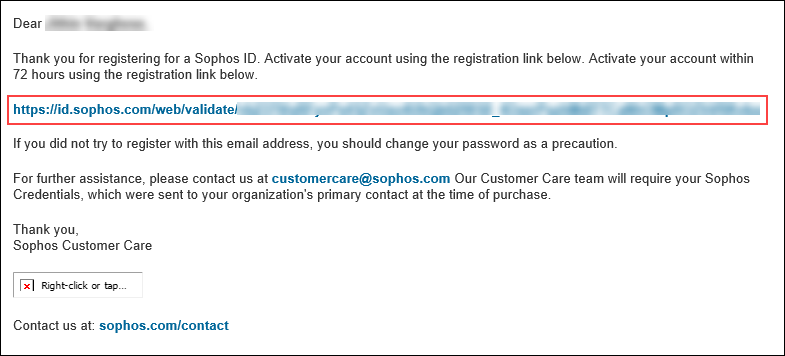 Dear
Thank you for registering for a Sophos ID. Activate your account using the registration link below. Activate your account within
72 hours using the registration link below.
https://id.sophos.com/web/validate/
If you did not try to register with this email address, you should change your password as a precaution.
For further assistance, please contact us at customercare@sophos.com Our Customer Care team will require your Sophos
Credentials, which were sent to your organization's primary contact at the time of purchase.
Thank you,
Sophos Customer Care
Right-click or tap...
Contact us at: sophos.com/contact